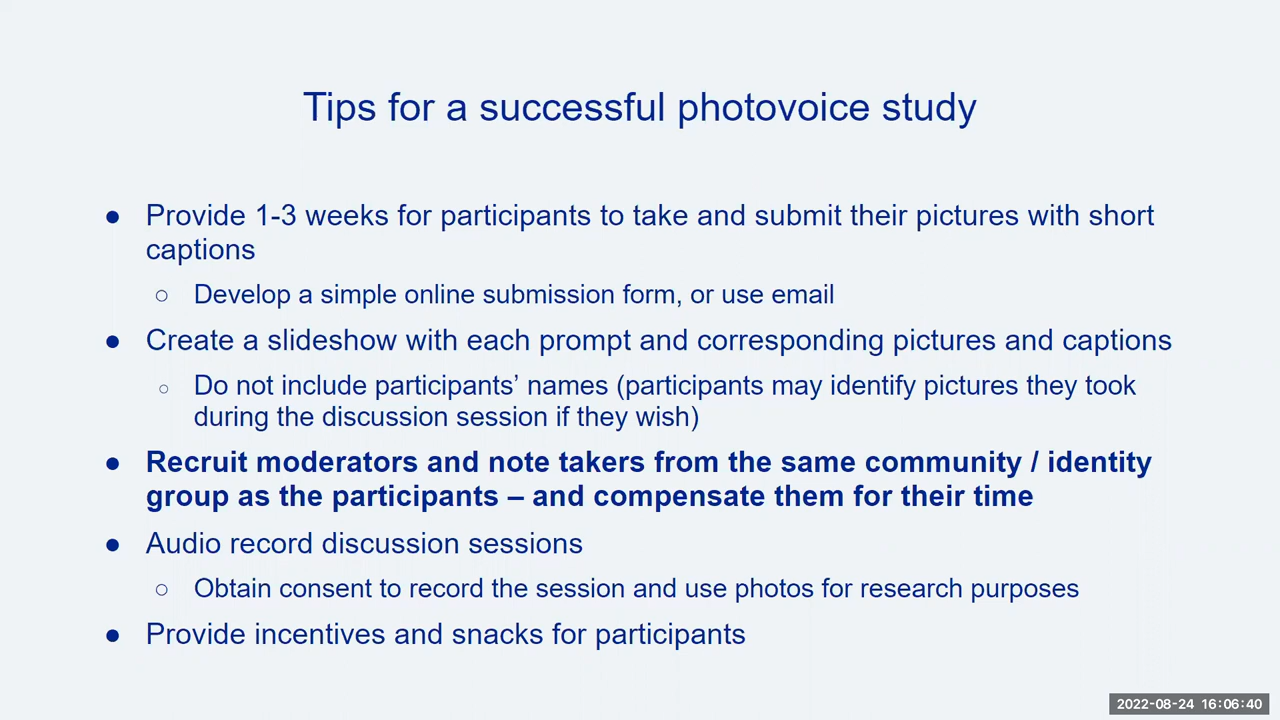 Tips for a successful photovoice study
● Provide 1-3 weeks for participants to take and submit their pictures with short
captions
○ Develop a simple online submission form, or use email
● Create a slideshow with each prompt and corresponding pictures and captions
○ Do not include participants’ names (participants may identify pictures they took
during the discussion session if they wish)
● Recruit moderators and note takers from the same community / identity
group as the participants – and compensate them for their time
● Audio record discussion sessions
○ Obtain consent to record the session and use photos for research purposes
● Provide incentives and snacks for participants
2022-08-24 16:06:40